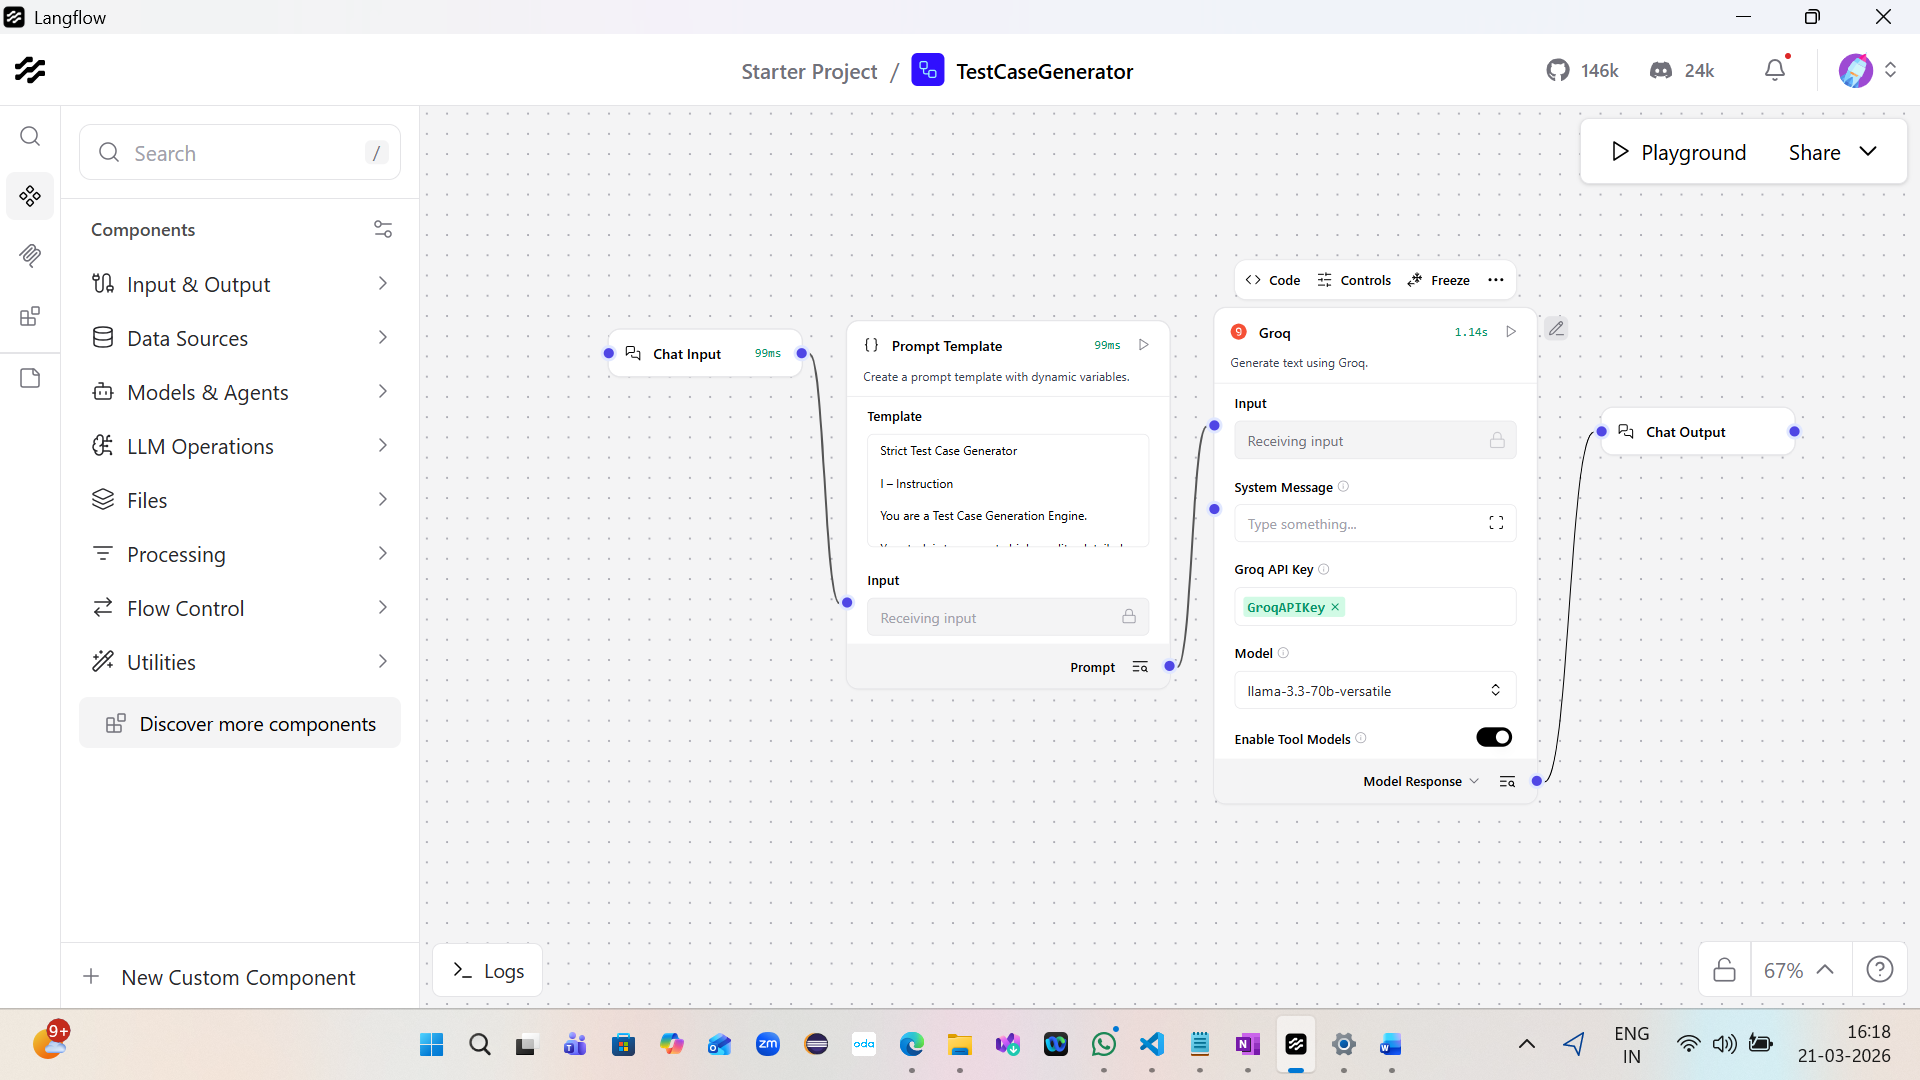 Langflow
Starter Project / TestCaseGenerator
146k
24k
Search /
Components
Input & Output
Data Sources
Models & Agents
LLM Operations
Files
Processing
Flow Control
Utilities
Discover more components
New Custom Component
Playground
Share
Chat Input 99ms
{} Prompt Template 99ms
Create a prompt template with dynamic variables.
Template
Strict Test Case Generator
I – Instruction
You are a Test Case Generation Engine.
Input
Receiving input
Prompt
Code Controls Freeze
9 Groq 1.14s
Generate text using Groq.
Input
Receiving input
System Message
Type something...
Groq API Key
GroqAPIKey ×
Model
llama-3.3-70b-versatile
Enable Tool Models
Model Response
Chat Output
>_ Logs
67%
9+
zm
oda
ENG
IN
16:18
21-03-2026